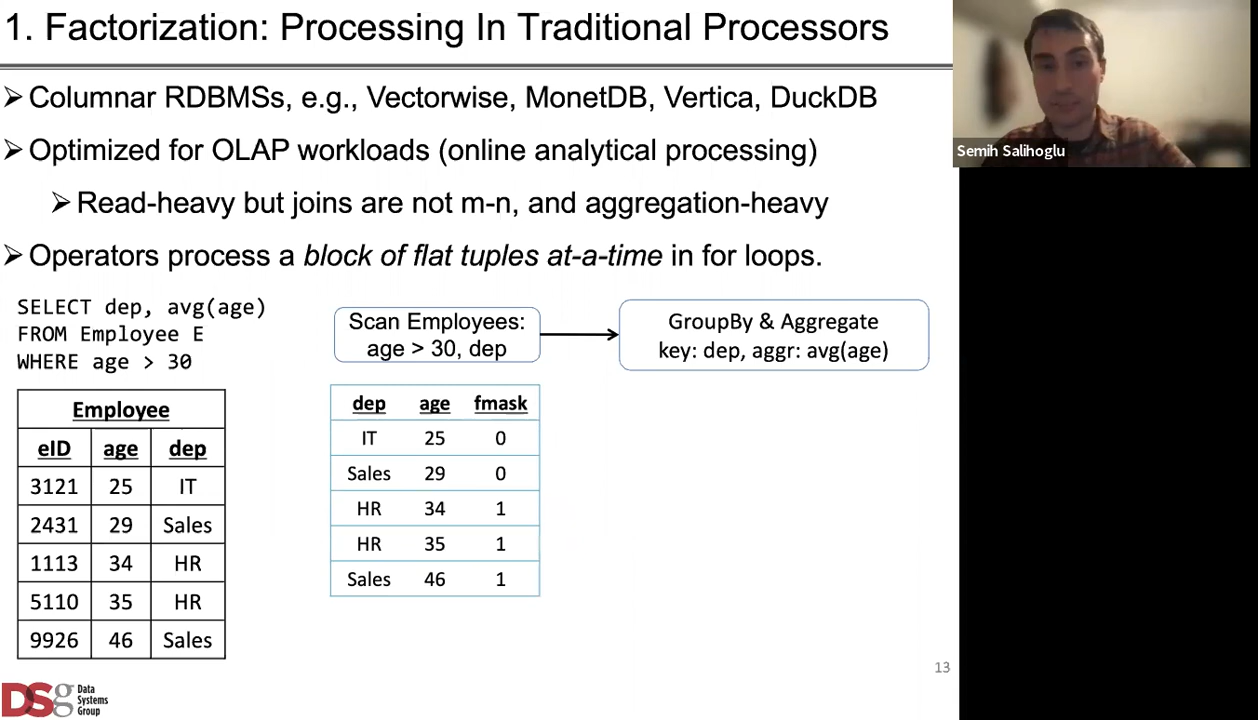 1. Factorization: Processing In Traditional Processors
➢ Columnar RDBMSs, e.g., Vectorwise, MonetDB, Vertica, DuckDB
➢ Optimized for OLAP workloads (online analytical processing)
➢ Read-heavy but joins are not m-n, and aggregation-heavy
➢ Operators process a block of flat tuples at-a-time in for loops.
SELECT dep, avg(age)
FROM Employee E
WHERE age > 30
Employee
eID age dep
3121 25 IT
2431 29 Sales
1113 34 HR
5110 35 HR
9926 46 Sales
Scan Employees:
age > 30, dep
dep age fmask
IT 25 0
Sales 29 0
HR 34 1
HR 35 1
Sales 46 1
GroupBy & Aggregate
key: dep, aggr: avg(age)
Semih Salihoglu
13
DSg Data
Systems
Group